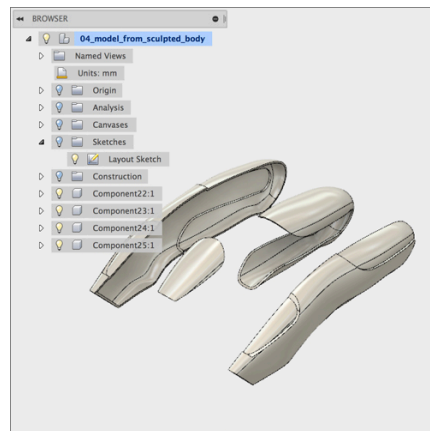 BROWSER
04_model_from_sculpted_body
Named Views
Units: mm
Origin
Analysis
Canvases
Sketches
Layout Sketch
Construction
Component22:1
Component23:1
Component24:1
Component25:1